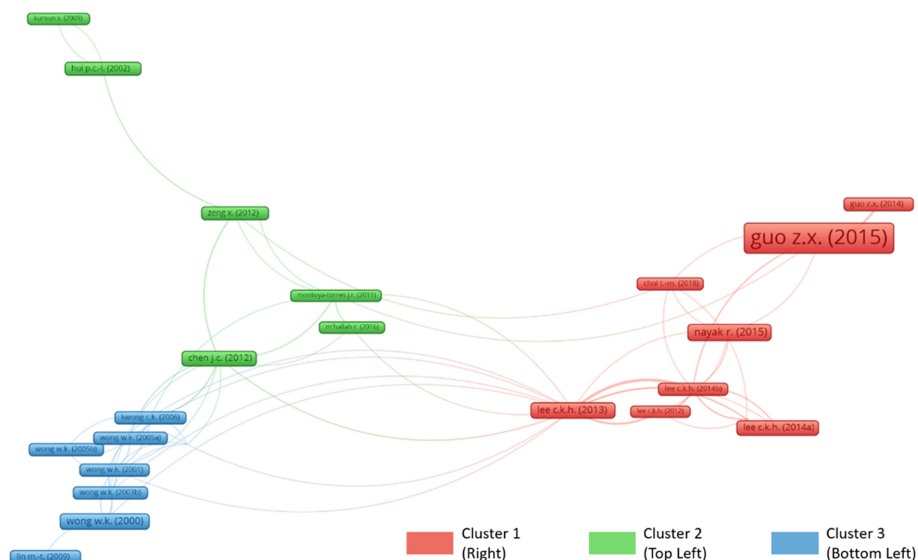 kursun s. (2009)
hui p.c.-l. (2002)
guo z.x. (2014)
zeng x. (2012)
guo z.x. (2015)
choi t.-m. (2018)
montoya-torres j.r. (2011)
m'hallah r. (2016)
nayak r. (2015)
chen j.c. (2012)
lee c.k.h. (2014b)
lee c.k.h. (2013)
lee c.k.h. (2012)
kwong c.k. (2006)
lee c.k.h. (2014a)
wong w.k. (2005a)
wong w.k. (2005b)
wong w.k. (2001)
wong w.k. (2003b)
wong w.k. (2000)
lin m.-t. (2009)
Cluster 1
(Right)
Cluster 2
(Top Left)
Cluster 3
(Bottom Left)